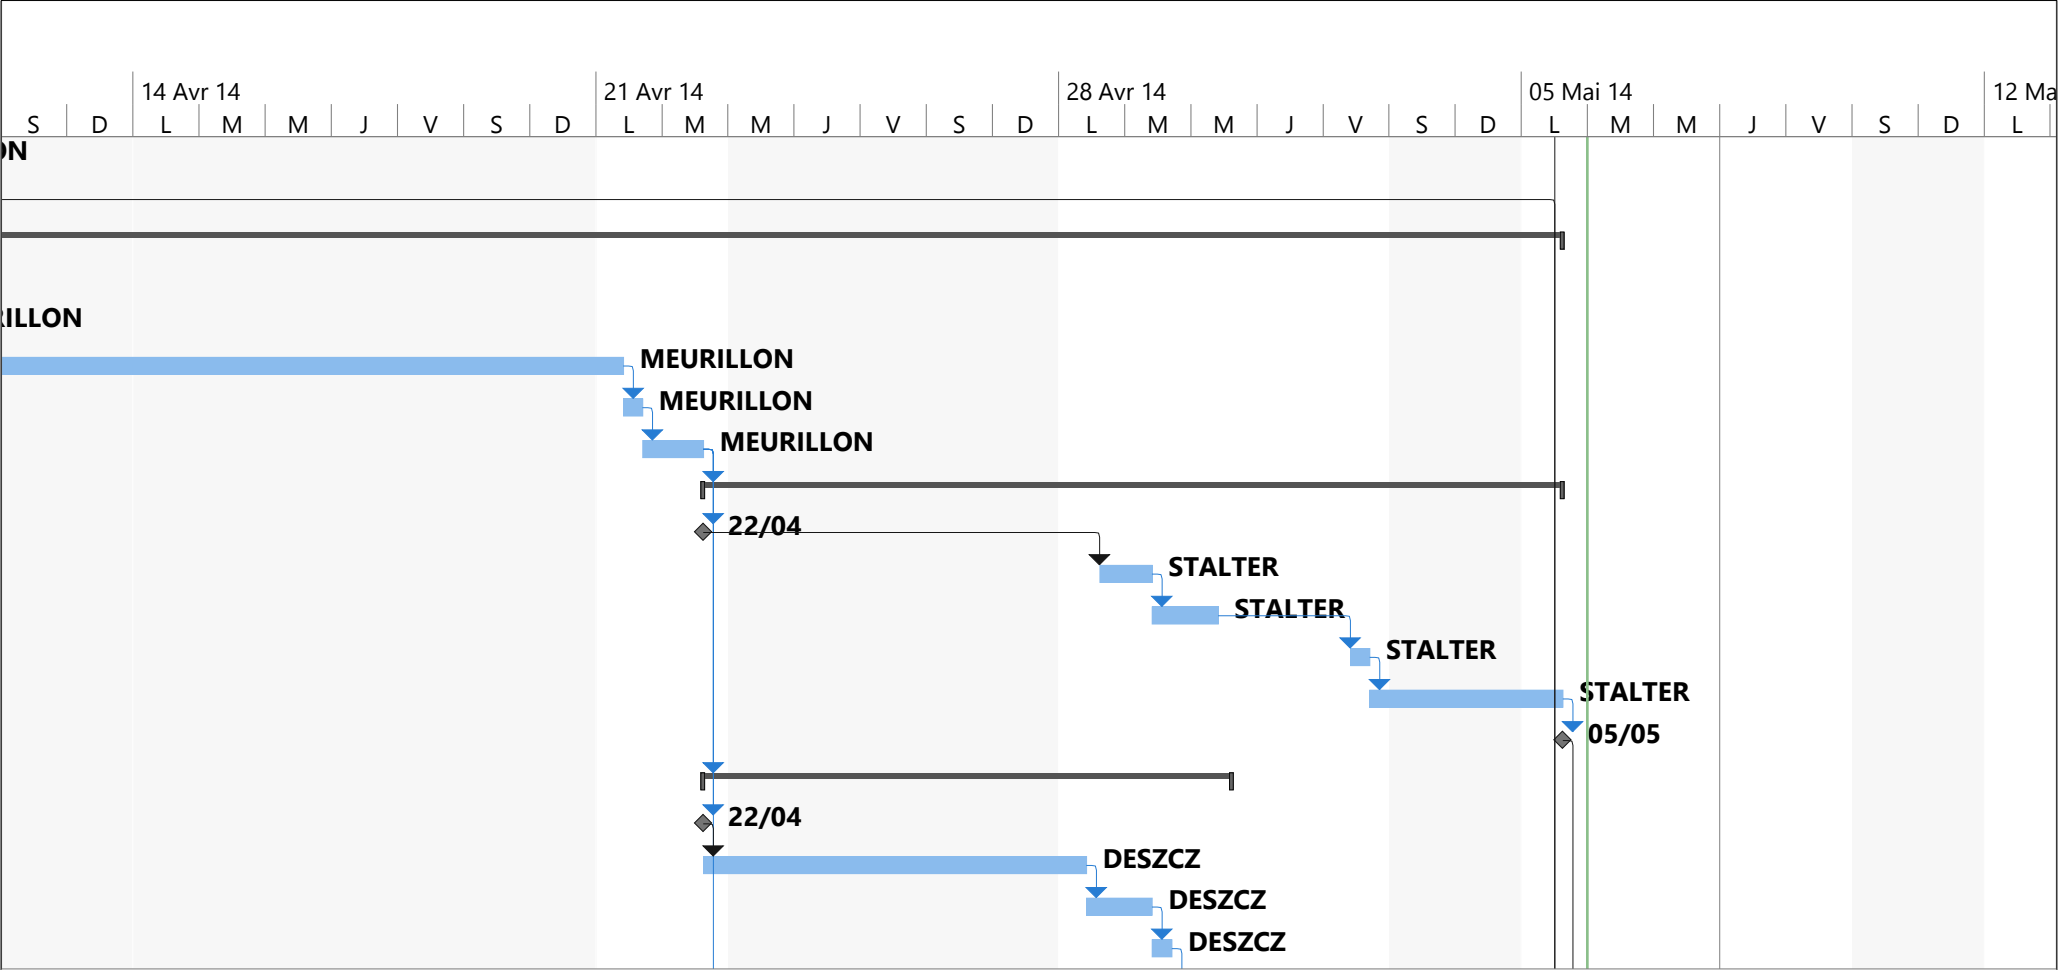 14 Avr 14 21 Avr 14 28 Avr 14 05 Mai 14 12 Ma
S D L M M J V S D L M M J V S D L M M J V S D L M M J V S D L
ON
RILLON
MEURILLON
MEURILLON
MEURILLON
22/04
STALTER
STALTER
STALTER
STALTER
05/05
22/04
DESZCZ
DESZCZ
DESZCZ